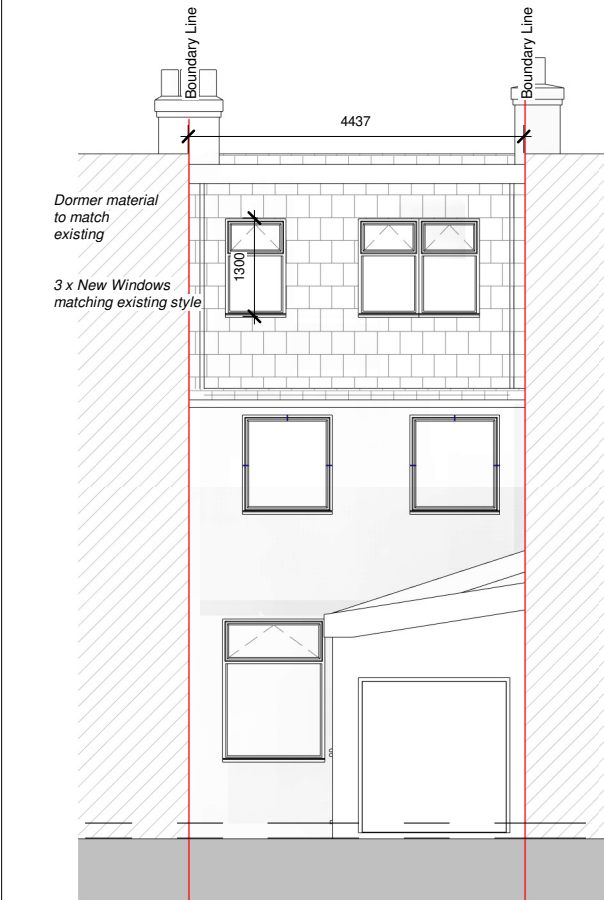 Boundary Line
Boundary Line
4437
Dormer material
to match
existing
1300
3 x New Windows
matching existing style